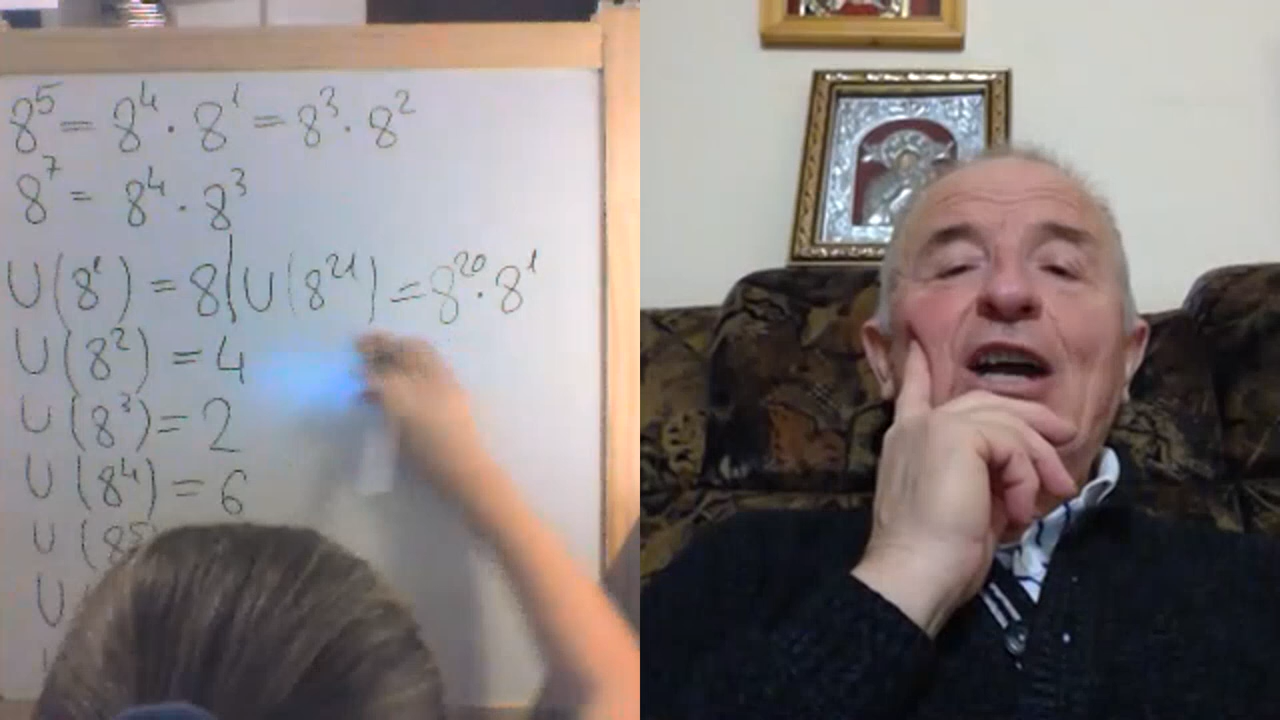 8⁵ = 8⁴ · 8¹ = 8³ · 8²
8⁷ = 8⁴ · 8³
U(8¹) = 8 | U(8²¹) = 8²⁰ · 8¹
U(8²) = 4
U(8³) = 2
U(8⁴) = 6
U(8⁵
U